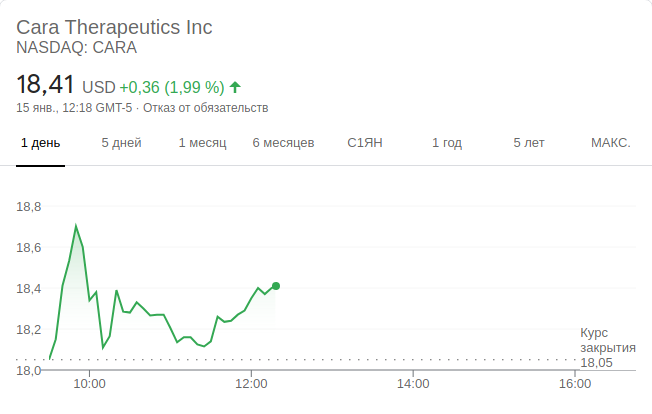 Cara Therapeutics Inc
NASDAQ: CARA
18,41 USD +0,36 (1,99 %)
15 янв., 12:18 GMT-5 · Отказ от обязательств
1 день 5 дней 1 месяц 6 месяцев С1ЯН 1 год 5 лет МАКС.
18,8
18,6
18,4
18,2
Курс
закрытия
18,05
18,0
10:00 12:00 14:00 16:00